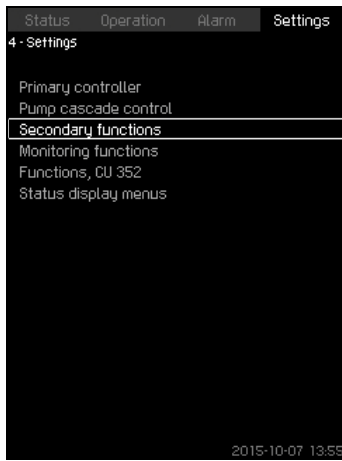 Status Operation Alarm Settings
4 - Settings
Primary controller
Pump cascade control
Secondary functions
Monitoring functions
Functions, CU 352
Status display menus
2015-10-07 13:55